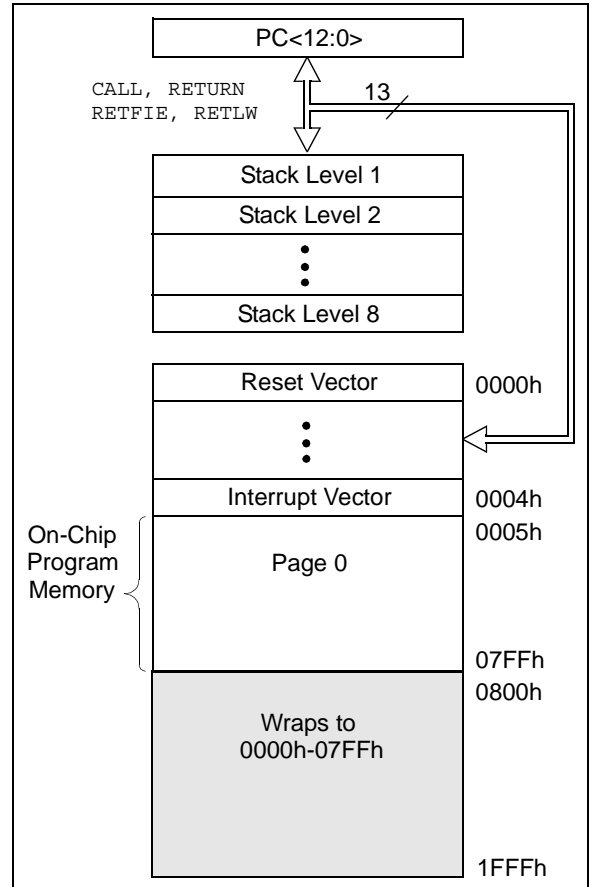 PC<12:0>
CALL, RETURN
RETFIE, RETLW
13
Stack Level 1
Stack Level 2
Stack Level 8
Reset Vector
0000h
Interrupt Vector
0004h
On-Chip
Program
Memory
0005h
Page 0
07FFh
0800h
Wraps to
0000h-07FFh
1FFFh